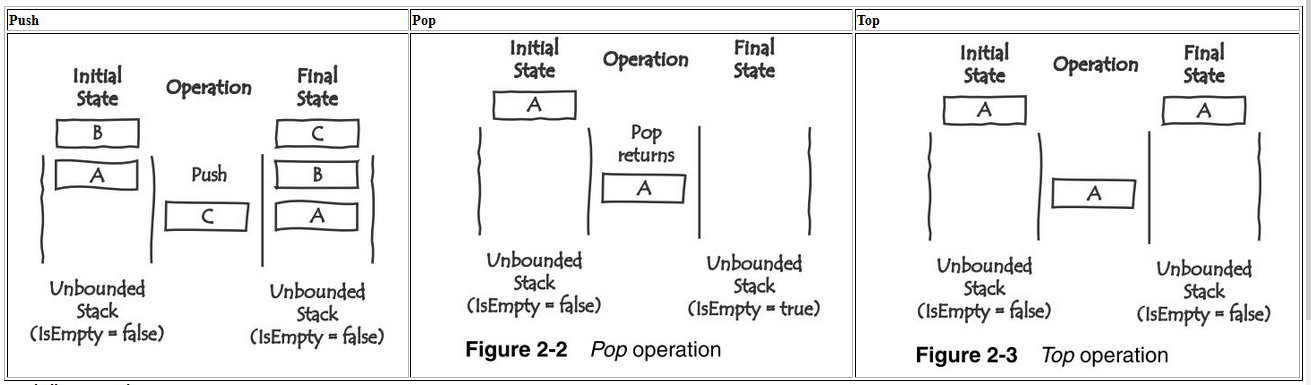 Push
Pop
Top
Initial
State
Operation
Final
State
B
A
Push
C
C
B
A
Unbounded
Stack
(IsEmpty = false)
Unbounded
Stack
(IsEmpty = false)
Initial
State
Operation
Final
State
A
Pop
returns
A
Unbounded
Stack
(IsEmpty = false)
Unbounded
Stack
(IsEmpty = true)
Figure 2-2 Pop operation
Initial
State
Operation
Final
State
A
A
A
Unbounded
Stack
(IsEmpty = false)
Unbounded
Stack
(IsEmpty = false)
Figure 2-3 Top operation